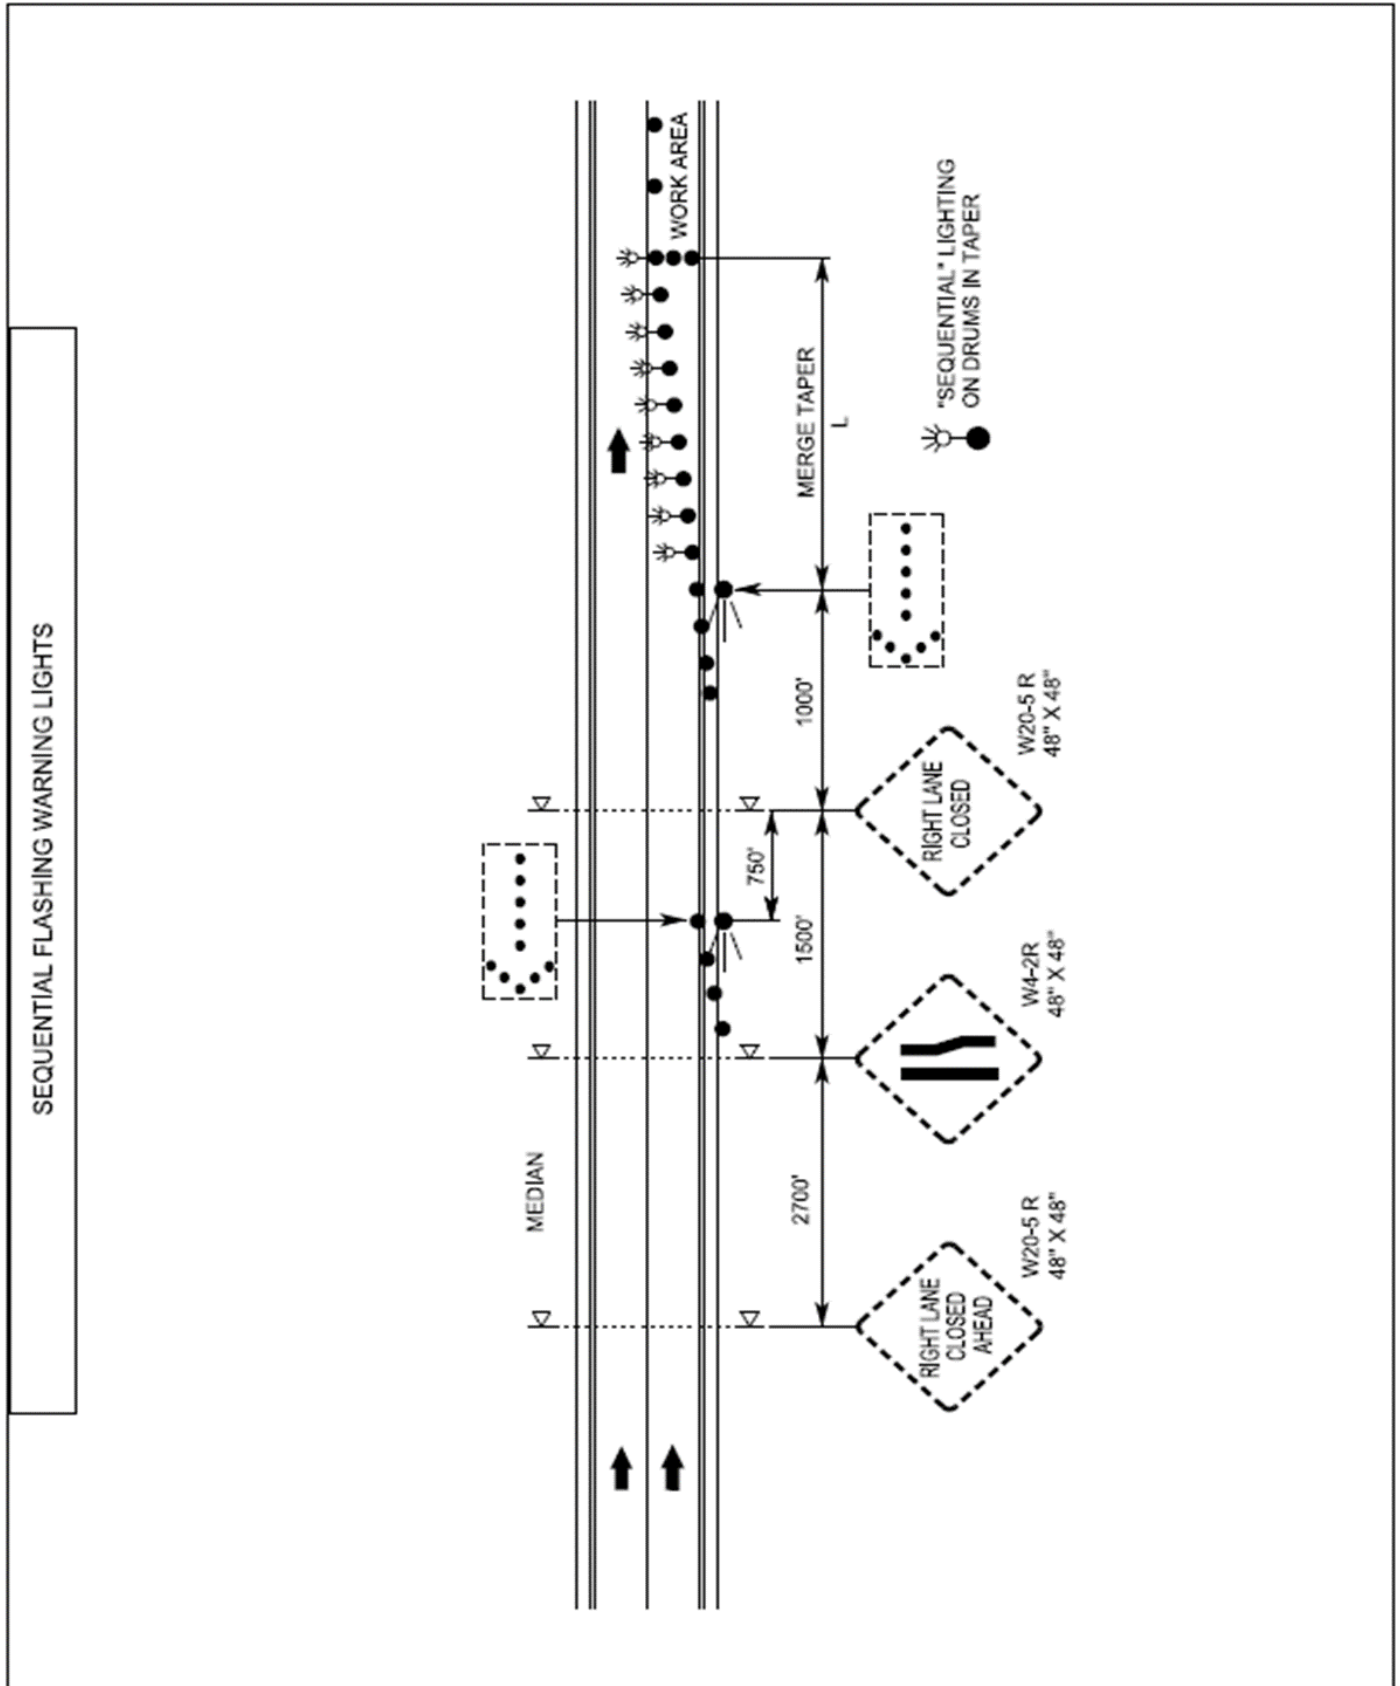 SEQUENTIAL FLASHING WARNING LIGHTS
WORK AREA
"SEQUENTIAL" LIGHTING
ON DRUMS IN TAPER
MERGE TAPER
L
1000'
RIGHT LANE
CLOSED
W20-5 R
48" X 48"
750'
1500'
W4-2R
48" X 48"
MEDIAN
2700'
RIGHT LANE
CLOSED
AHEAD
W20-5 R
48" X 48"